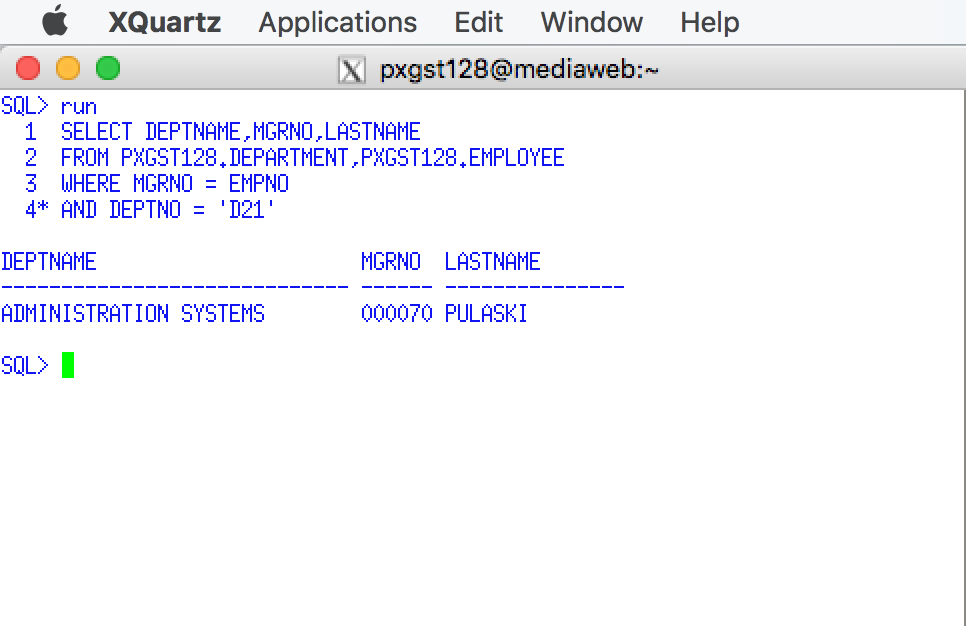 XQuartz Applications Edit Window Help
X pxgst128@mediaweb:~
SQL> run
  1  SELECT DEPTNAME,MGRNO,LASTNAME
  2  FROM PXGST128.DEPARTMENT,PXGST128.EMPLOYEE
  3  WHERE MGRNO = EMPNO
  4* AND DEPTNO = 'D21'
DEPTNAME                      MGRNO  LASTNAME
----------------------------- ------ ---------------
ADMINISTRATION SYSTEMS        000070 PULASKI
SQL>